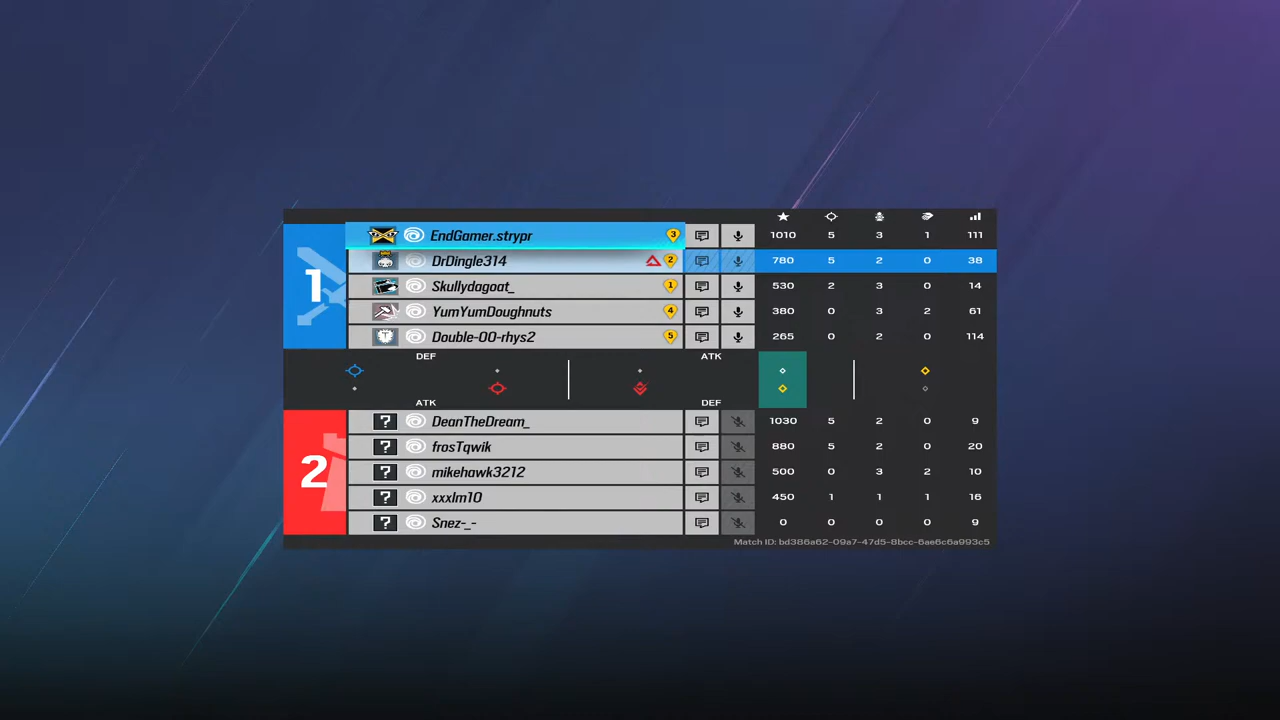 EndGamer.strypr 3 1010 5 3 1 111
1 DrDingle314 2 780 5 2 0 38
Skullydagoat_ 1 530 2 3 0 14
YumYumDoughnuts 4 380 0 3 2 61
Double-OO-rhys2 5 265 0 2 0 114
DEF ATK
ATK DEF
? DeanTheDream_ 1030 5 2 0 9
? frosTqwik 880 5 2 0 20
2 ? mikehawk3212 500 0 3 2 10
? xxxlm10 450 1 1 1 16
? Snez-_- 0 0 0 0 9
Match ID: bd386a62-09a7-47d5-8bcc-6ae6c6a993c5